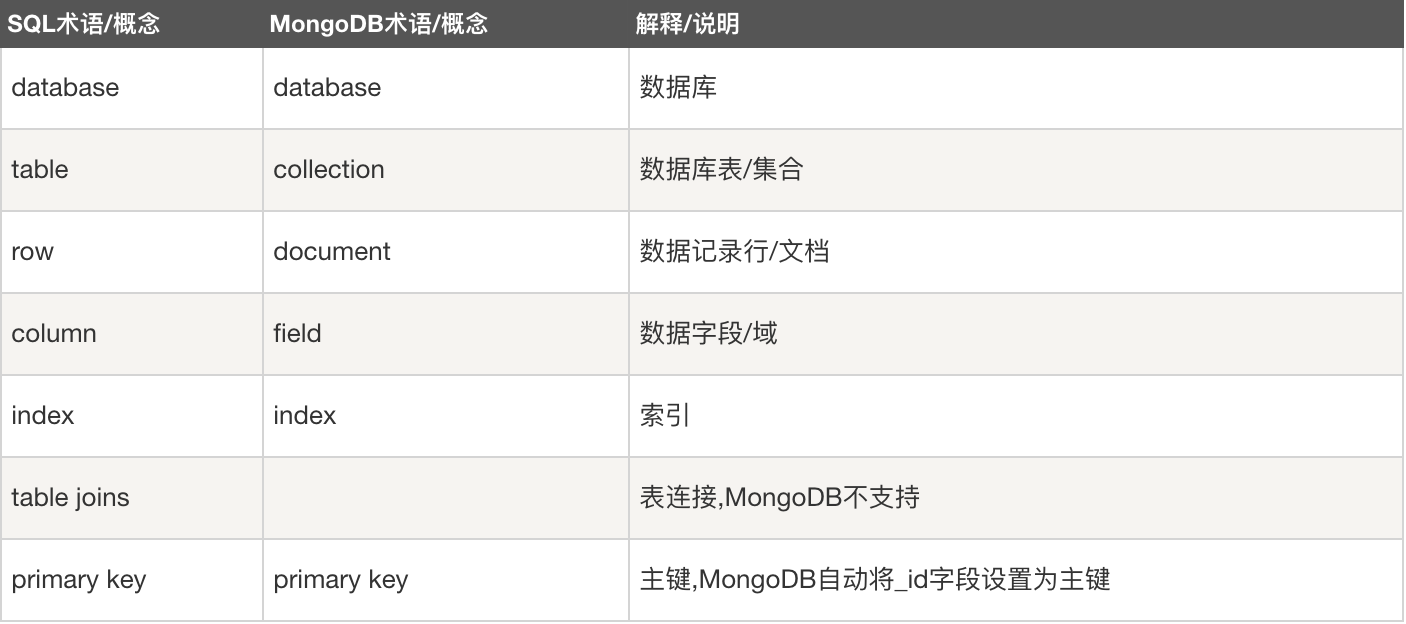 SQL术语/概念 MongoDB术语/概念 解释/说明
database database 数据库
table collection 数据库表/集合
row document 数据记录行/文档
column field 数据字段/域
index index 索引
table joins 表连接,MongoDB不支持
primary key primary key 主键,MongoDB自动将_id字段设置为主键